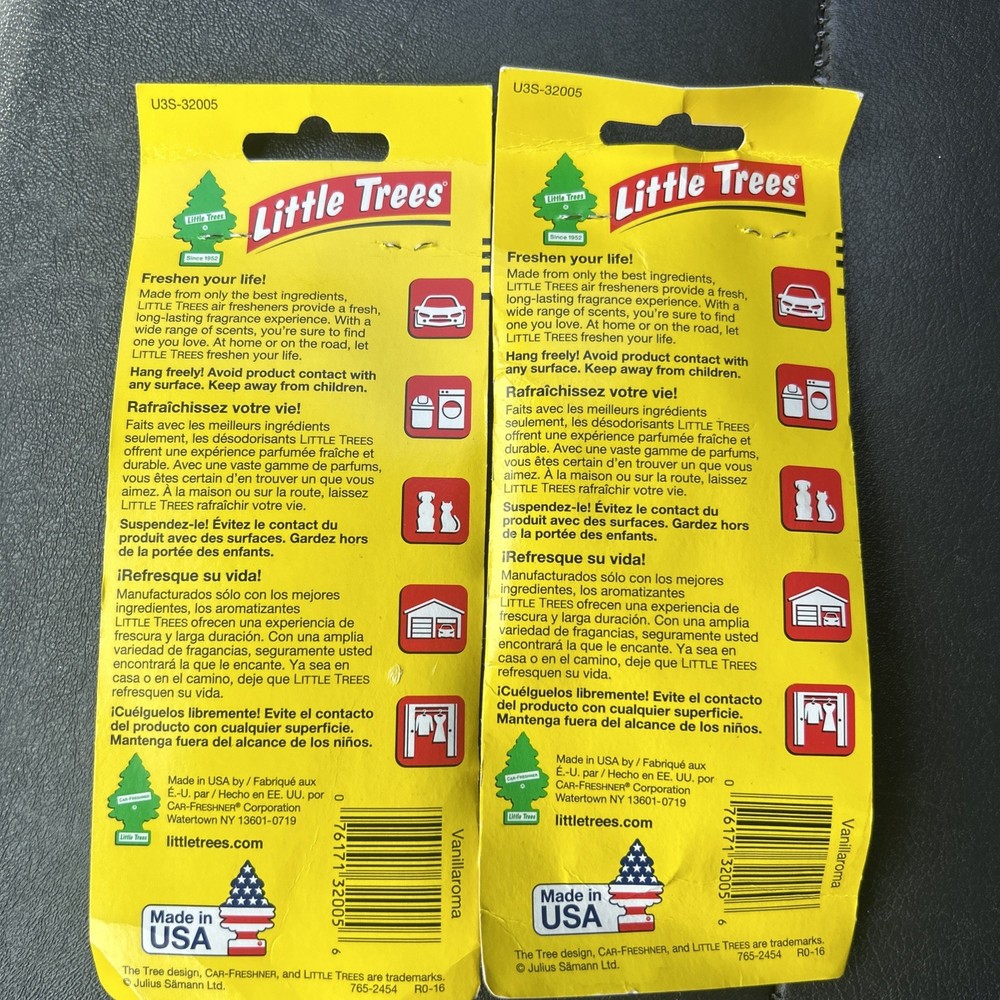 U3S-32005
Little Trees
Since 1952
Little Trees
Freshen your life!
Made from only the best ingredients,
LITTLE TREES air fresheners provide a fresh,
long-lasting fragrance experience. With a
wide range of scents, you're sure to find
one you love. At home or on the road, let
LITTLE TREES freshen your life.
Hang freely! Avoid product contact with
any surface. Keep away from children.
Rafraîchissez votre vie!
Faits avec les meilleurs ingrédients
seulement, les désodorisants LITTLE TREES
offrent une expérience parfumée fraîche et
durable. Avec une vaste gamme de parfums,
vous êtes certain d'en trouver un que vous
aimez. À la maison ou sur la route, laissez
LITTLE TREES rafraîchir votre vie.
Suspendez-le! Évitez le contact du
produit avec des surfaces. Gardez hors
de la portée des enfants.
¡Refresque su vida!
Manufacturados sólo con los mejores
ingredientes, los aromatizantes
LITTLE TREES ofrecen una experiencia de
frescura y larga duración. Con una amplia
variedad de fragancias, seguramente usted
encontrará la que le encante. Ya sea en
casa o en el camino, deje que LITTLE TREES
refresquen su vida.
¡Cuélguelos libremente! Evite el contacto
del producto con cualquier superficie.
Mantenga fuera del alcance de los niños.
CAR-FRESHNER
Little Trees
Made in USA by / Fabriqué aux
É.-U. par / Hecho en EE. UU. por
CAR-FRESHNER® Corporation
Watertown NY 13601-0719
littletrees.com
Made in
USA
0 76171 32005 6
Vanillaroma
The Tree design, CAR-FRESHNER, and LITTLE TREES are trademarks.
© Julius Sämann Ltd. 765-2454 R0-16
U3S-32005
Little Trees
Since 1952
Little Trees
Freshen your life!
Made from only the best ingredients,
LITTLE TREES air fresheners provide a fresh,
long-lasting fragrance experience. With a
wide range of scents, you're sure to find
one you love. At home or on the road, let
LITTLE TREES freshen your life.
Hang freely! Avoid product contact with
any surface. Keep away from children.
Rafraîchissez votre vie!
Faits avec les meilleurs ingrédients
seulement, les désodorisants LITTLE TREES
offrent une expérience parfumée fraîche et
durable. Avec une vaste gamme de parfums,
vous êtes certain d'en trouver un que vous
aimez. À la maison ou sur la route, laissez
LITTLE TREES rafraîchir votre vie.
Suspendez-le! Évitez le contact du
produit avec des surfaces. Gardez hors
de la portée des enfants.
¡Refresque su vida!
Manufacturados sólo con los mejores
ingredientes, los aromatizantes
LITTLE TREES ofrecen una experiencia de
frescura y larga duración. Con una amplia
variedad de fragancias, seguramente usted
encontrará la que le encante. Ya sea en
casa o en el camino, deje que LITTLE TREES
refresquen su vida.
¡Cuélguelos libremente! Evite el contacto
del producto con cualquier superficie.
Mantenga fuera del alcance de los niños.
CAR-FRESHNER
Little Trees
Made in USA by / Fabriqué aux
É.-U. par / Hecho en EE. UU. por
CAR-FRESHNER® Corporation
Watertown NY 13601-0719
littletrees.com
Made in
USA
0 76171 32005 6
Vanillaroma
The Tree design, CAR-FRESHNER, and LITTLE TREES are trademarks.
© Julius Sämann Ltd. 765-2454 R0-16